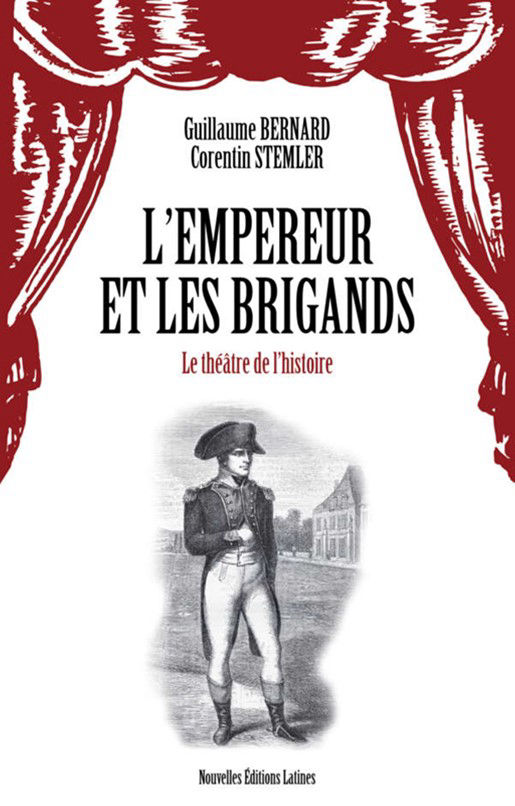 Guillaume BERNARD
Corentin STEMLER
L'EMPEREUR
ET LES BRIGANDS
Le théâtre de l'histoire
Nouvelles Éditions Latines